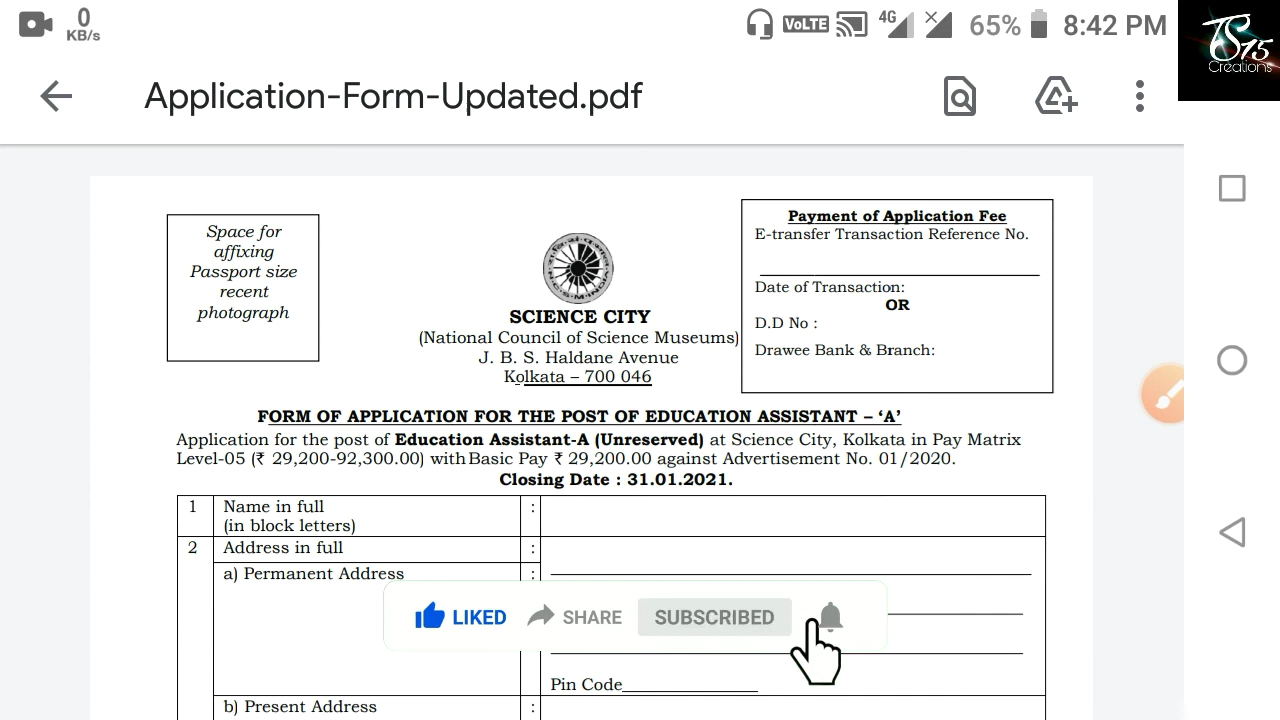 0
KB/s
VoLTE
4G
65%
8:42 PM
TS15
Creations
Application-Form-Updated.pdf
Space for
affixing
Passport size
recent
photograph
SCIENCE CITY
(National Council of Science Museums)
J. B. S. Haldane Avenue
Kolkata – 700 046
Payment of Application Fee
E-transfer Transaction Reference No.
Date of Transaction:
OR
D.D No :
Drawee Bank & Branch:
FORM OF APPLICATION FOR THE POST OF EDUCATION ASSISTANT – ‘A’
Application for the post of Education Assistant-A (Unreserved) at Science City, Kolkata in Pay Matrix
Level-05 (₹ 29,200-92,300.00) with Basic Pay ₹ 29,200.00 against Advertisement No. 01/2020.
Closing Date : 31.01.2021.
1 Name in full :
(in block letters)
2 Address in full :
a) Permanent Address :
LIKED SHARE SUBSCRIBED
Pin Code
b) Present Address :